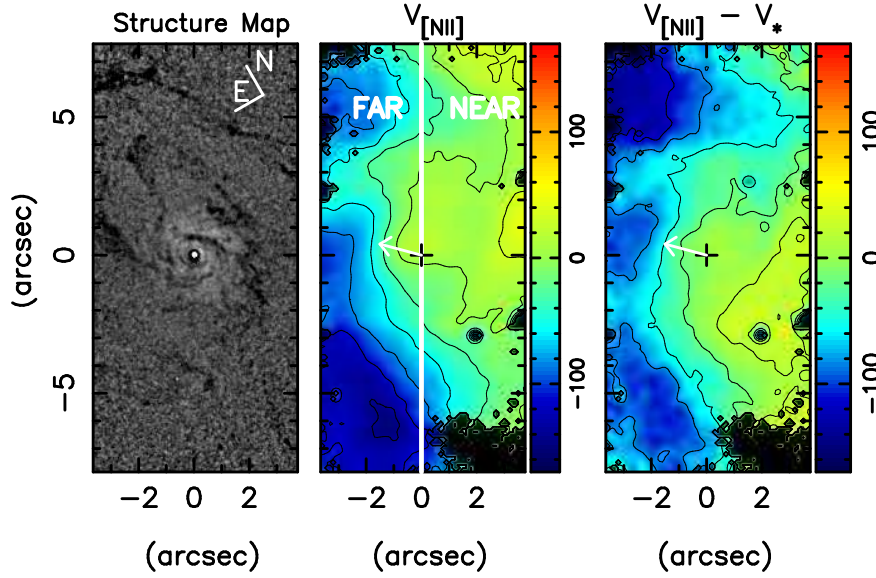 Structure Map
V[NII]
V[NII] − V*
N
E
FAR
NEAR
5
0
−5
(arcsec)
(arcsec)
100
0
−100
100
0
−100
−2 0 2
−2 0 2
−2 0 2
(arcsec)
(arcsec)
(arcsec)